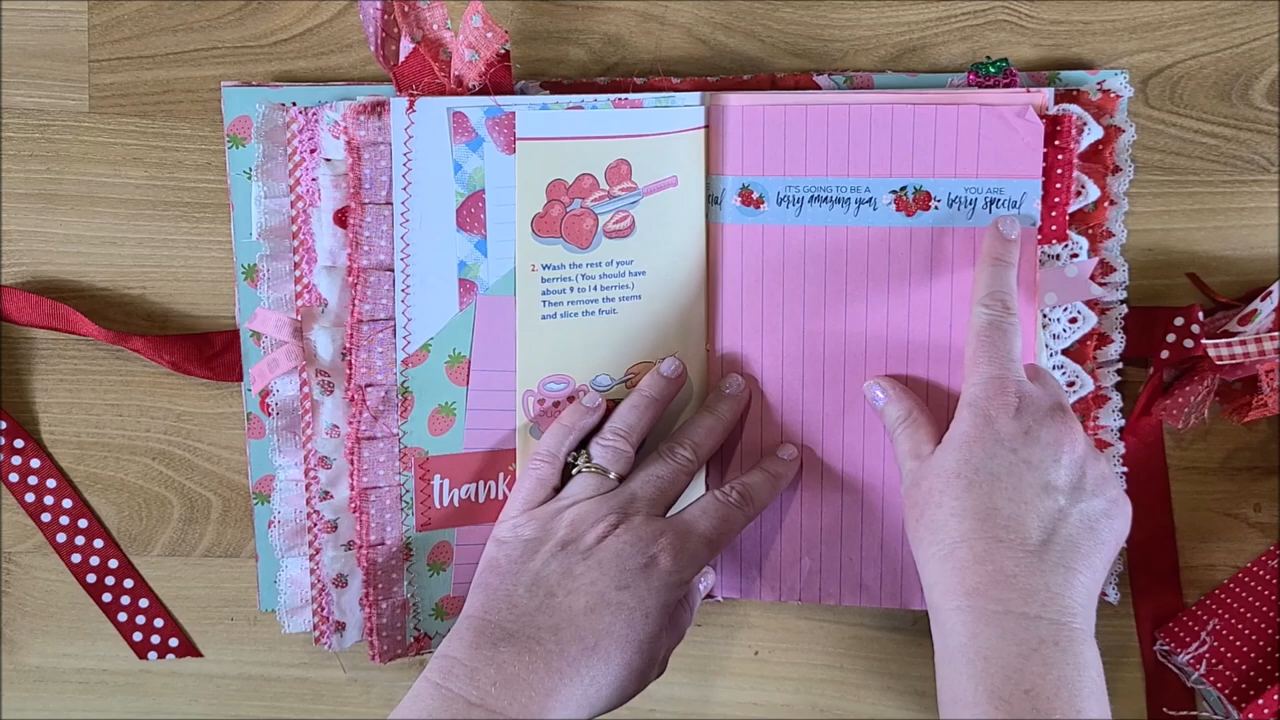 2. Wash the rest of your
berries. (You should have
about 9 to 14 berries.)
Then remove the stems
and slice the fruit.
thank
IT'S GOING TO BE A
berry amazing year
YOU ARE
berry special